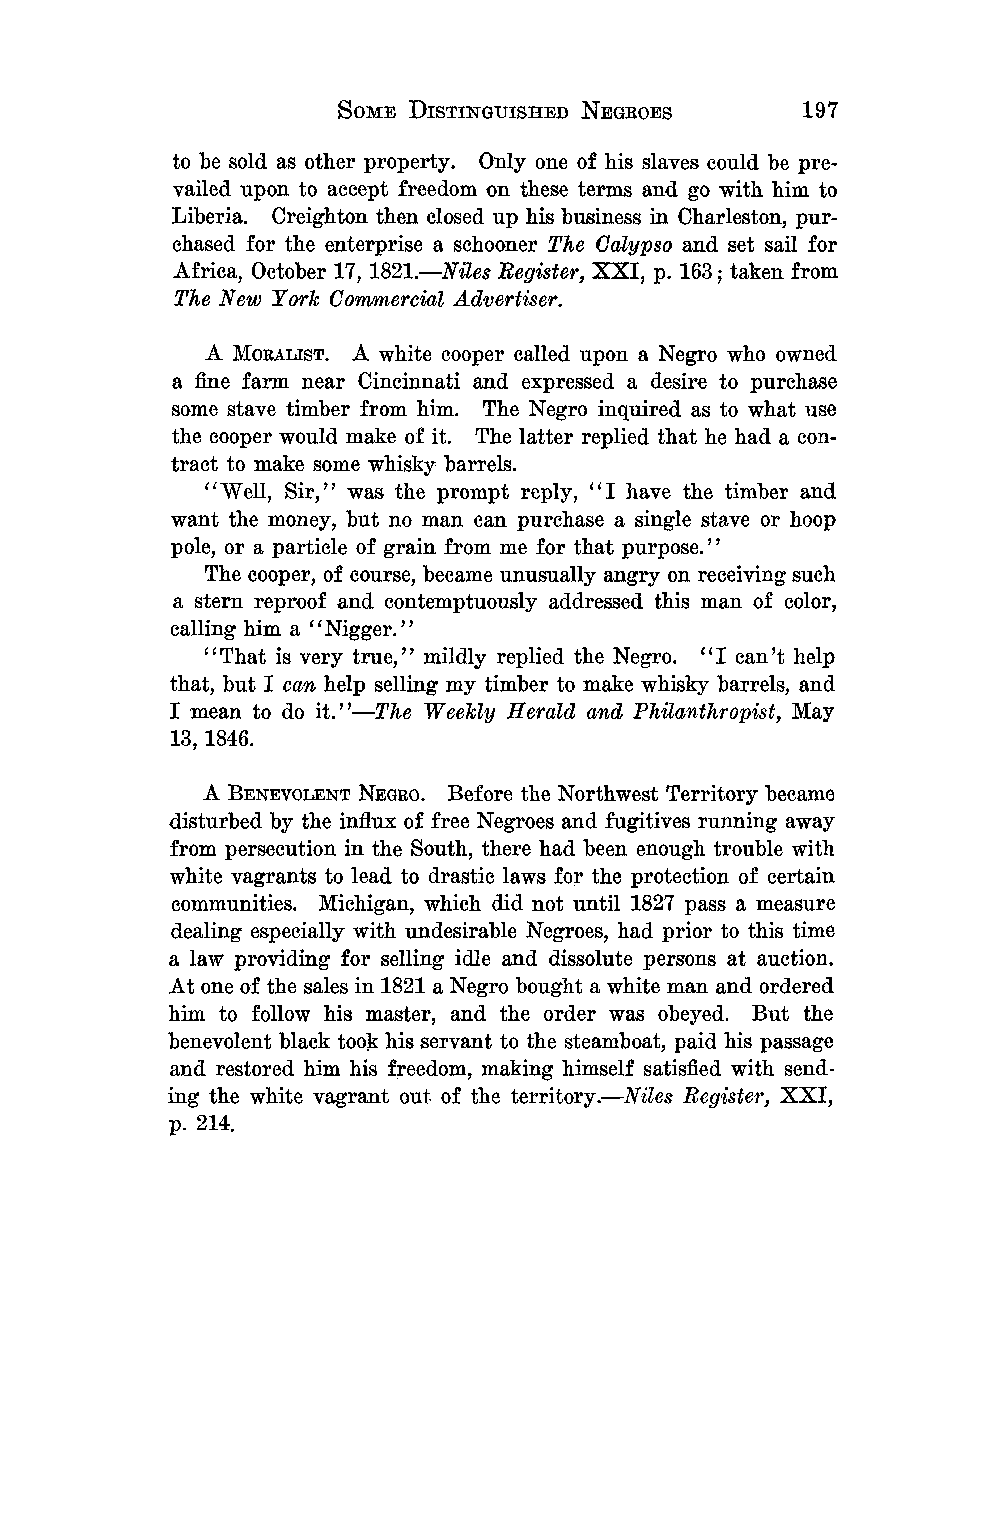 SOME DISTINGUISHED NEGROES 197
to be sold as other property. Only one of his slaves could be pre-
vailed upon to accept freedom on these terms and go with him to
Liberia. Creighton then closed up his business in Charleston, pur-
chased for the enterprise a schooner The Calypso and set sail for
Africa, October 17, 1821.—Niles Register, XXI, p. 163; taken from
The New York Commercial Advertiser.
A MORALIST. A white cooper called upon a Negro who owned
a fine farm near Cincinnati and expressed a desire to purchase
some stave timber from him. The Negro inquired as to what use
the cooper would make of it. The latter replied that he had a con-
tract to make some whisky barrels.
"Well, Sir," was the prompt reply, "I have the timber and
want the money, but no man can purchase a single stave or hoop
pole, or a particle of grain from me for that purpose."
The cooper, of course, became unusually angry on receiving such
a stern reproof and contemptuously addressed this man of color,
calling him a "Nigger."
"That is very true," mildly replied the Negro. "I can't help
that, but I can help selling my timber to make whisky barrels, and
I mean to do it."—The Weekly Herald and Philanthropist, May
13, 1846.
A BENEVOLENT NEGRO. Before the Northwest Territory became
disturbed by the influx of free Negroes and fugitives running away
from persecution in the South, there had been enough trouble with
white vagrants to lead to drastic laws for the protection of certain
communities. Michigan, which did not until 1827 pass a measure
dealing especially with undesirable Negroes, had prior to this time
a law providing for selling idle and dissolute persons at auction.
At one of the sales in 1821 a Negro bought a white man and ordered
him to follow his master, and the order was obeyed. But the
benevolent black took his servant to the steamboat, paid his passage
and restored him his freedom, making himself satisfied with send-
ing the white vagrant out of the territory.—Niles Register, XXI,
p. 214.